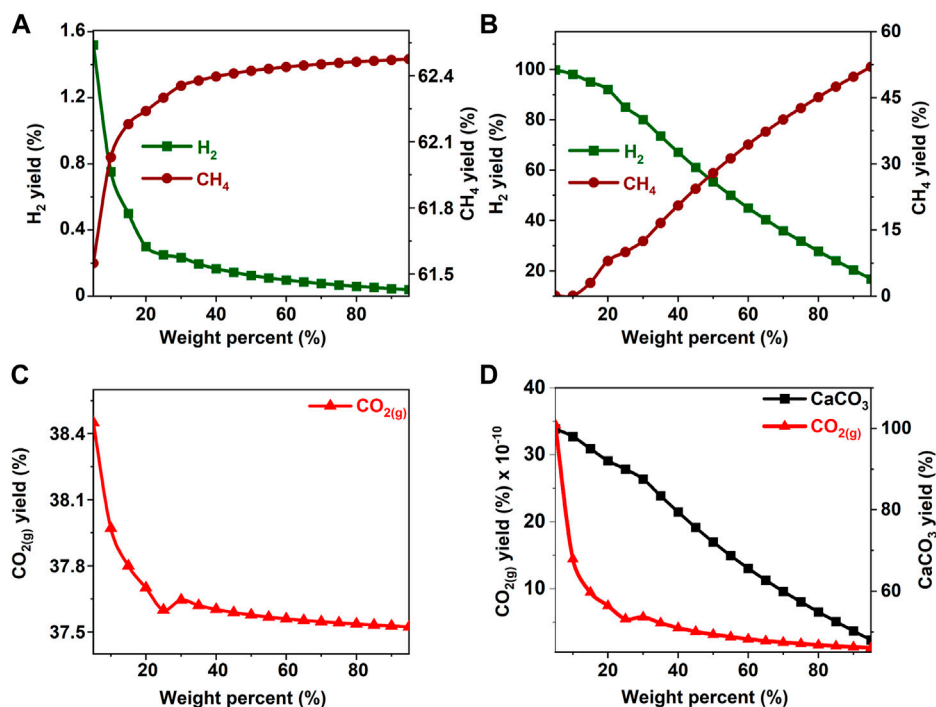 A
H₂ yield (%)
1.6
1.2
0.8
0.4
0
H₂
CH₄
62.4
62.1
61.8
61.5
CH₄ yield (%)
20 40 60 80
Weight percent (%)
B
H₂ yield (%)
100
80
60
40
20
H₂
CH₄
60
45
30
15
0
CH₄ yield (%)
20 40 60 80
Weight percent (%)
C
CO₂(g) yield (%)
38.4
38.1
37.8
37.5
CO₂(g)
20 40 60 80
Weight percent (%)
D
CO₂(g) yield (%) x 10⁻¹⁰
40
30
20
10
CaCO₃
CO₂(g)
100
80
60
CaCO₃ yield (%)
20 40 60 80
Weight percent (%)